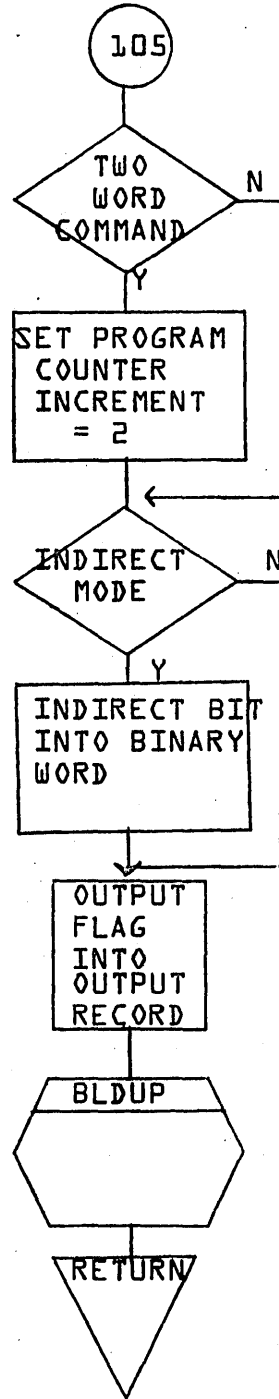 105
TWO
WORD
COMMAND
N
Y
SET PROGRAM
COUNTER
INCREMENT
= 2
INDIRECT
MODE
N
Y
INDIRECT BIT
INTO BINARY
WORD
OUTPUT
FLAG
INTO
OUTPUT
RECORD
BLDUP
RETURN